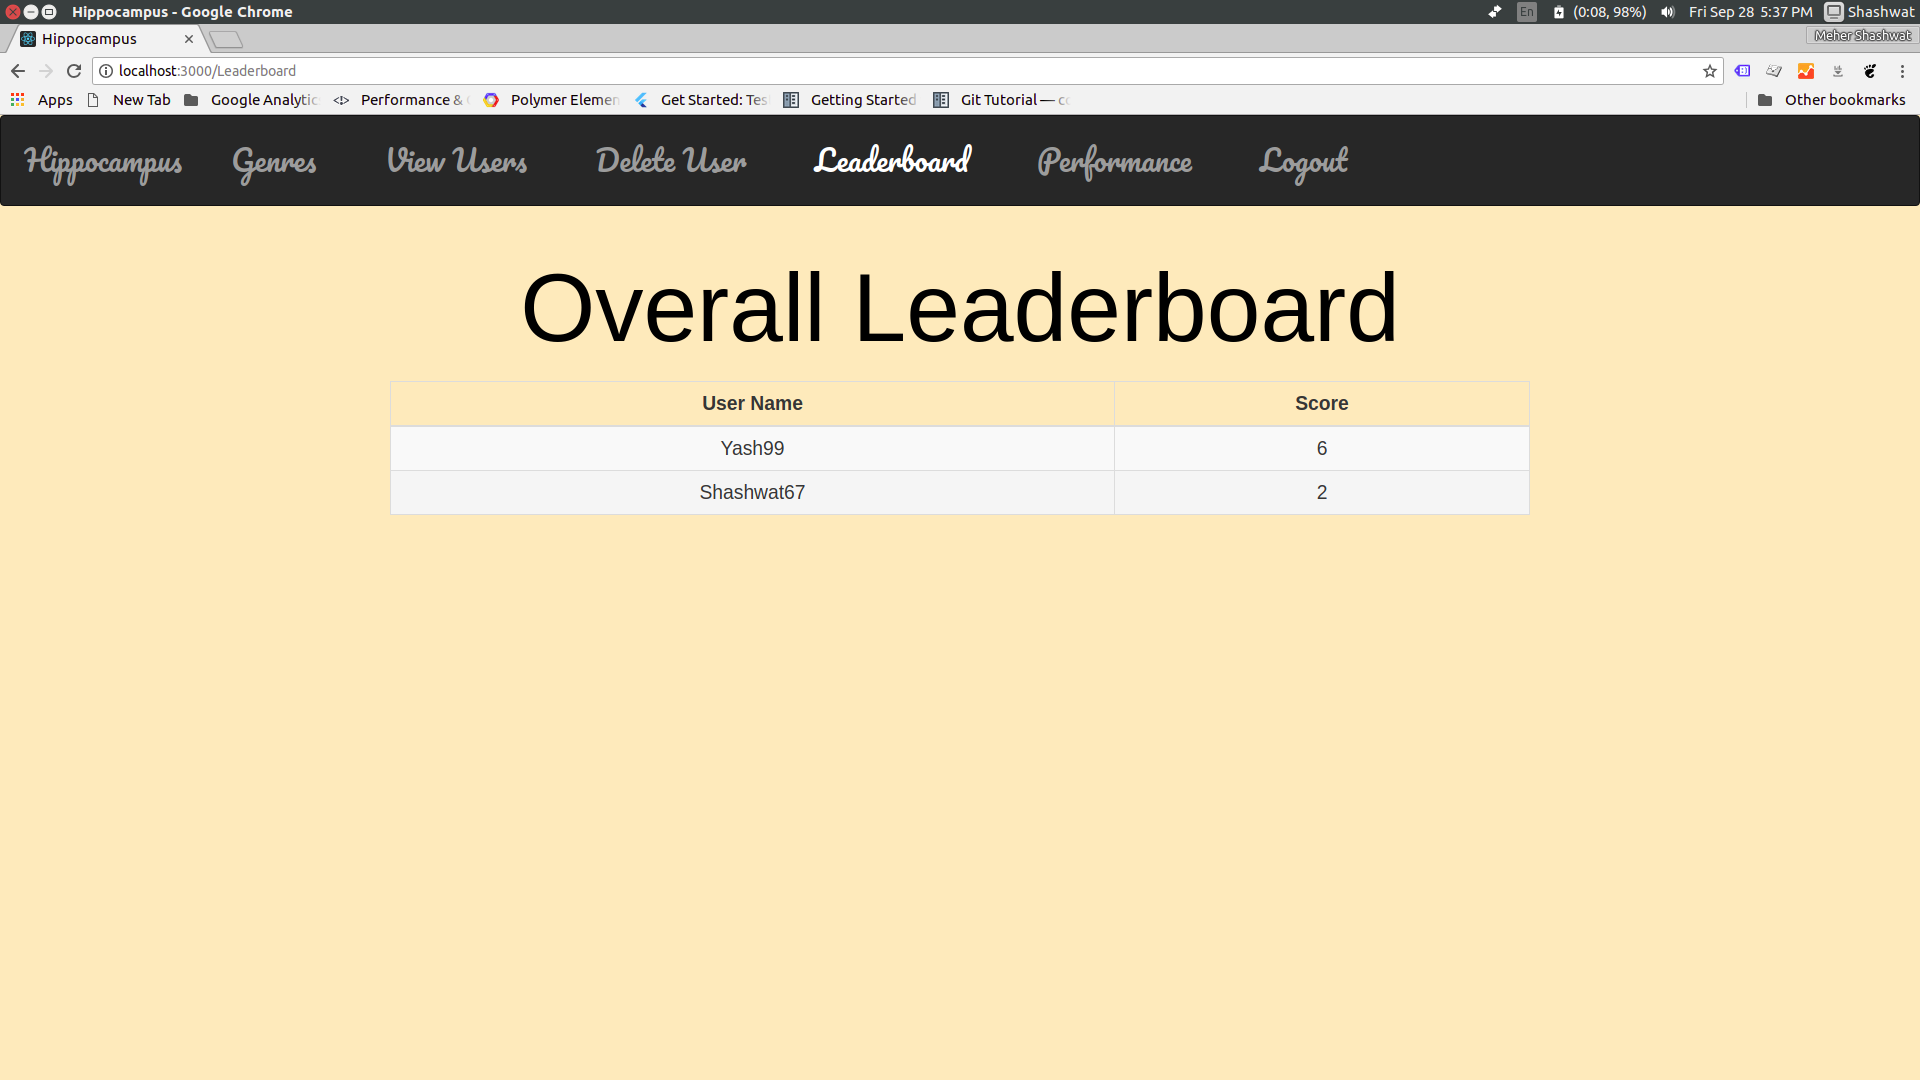 Hippocampus - Google Chrome En (0:08, 98%) Fri Sep 28 5:37 PM Shashwat
Hippocampus Meher Shashwat
localhost:3000/Leaderboard
Apps New Tab Google Analytic Performance & Polymer Elemen Get Started: Tes Getting Started Git Tutorial — co Other bookmarks
Hippocampus Genres View Users Delete User Leaderboard Performance Logout
Overall Leaderboard
User Name Score
Yash99 6
Shashwat67 2